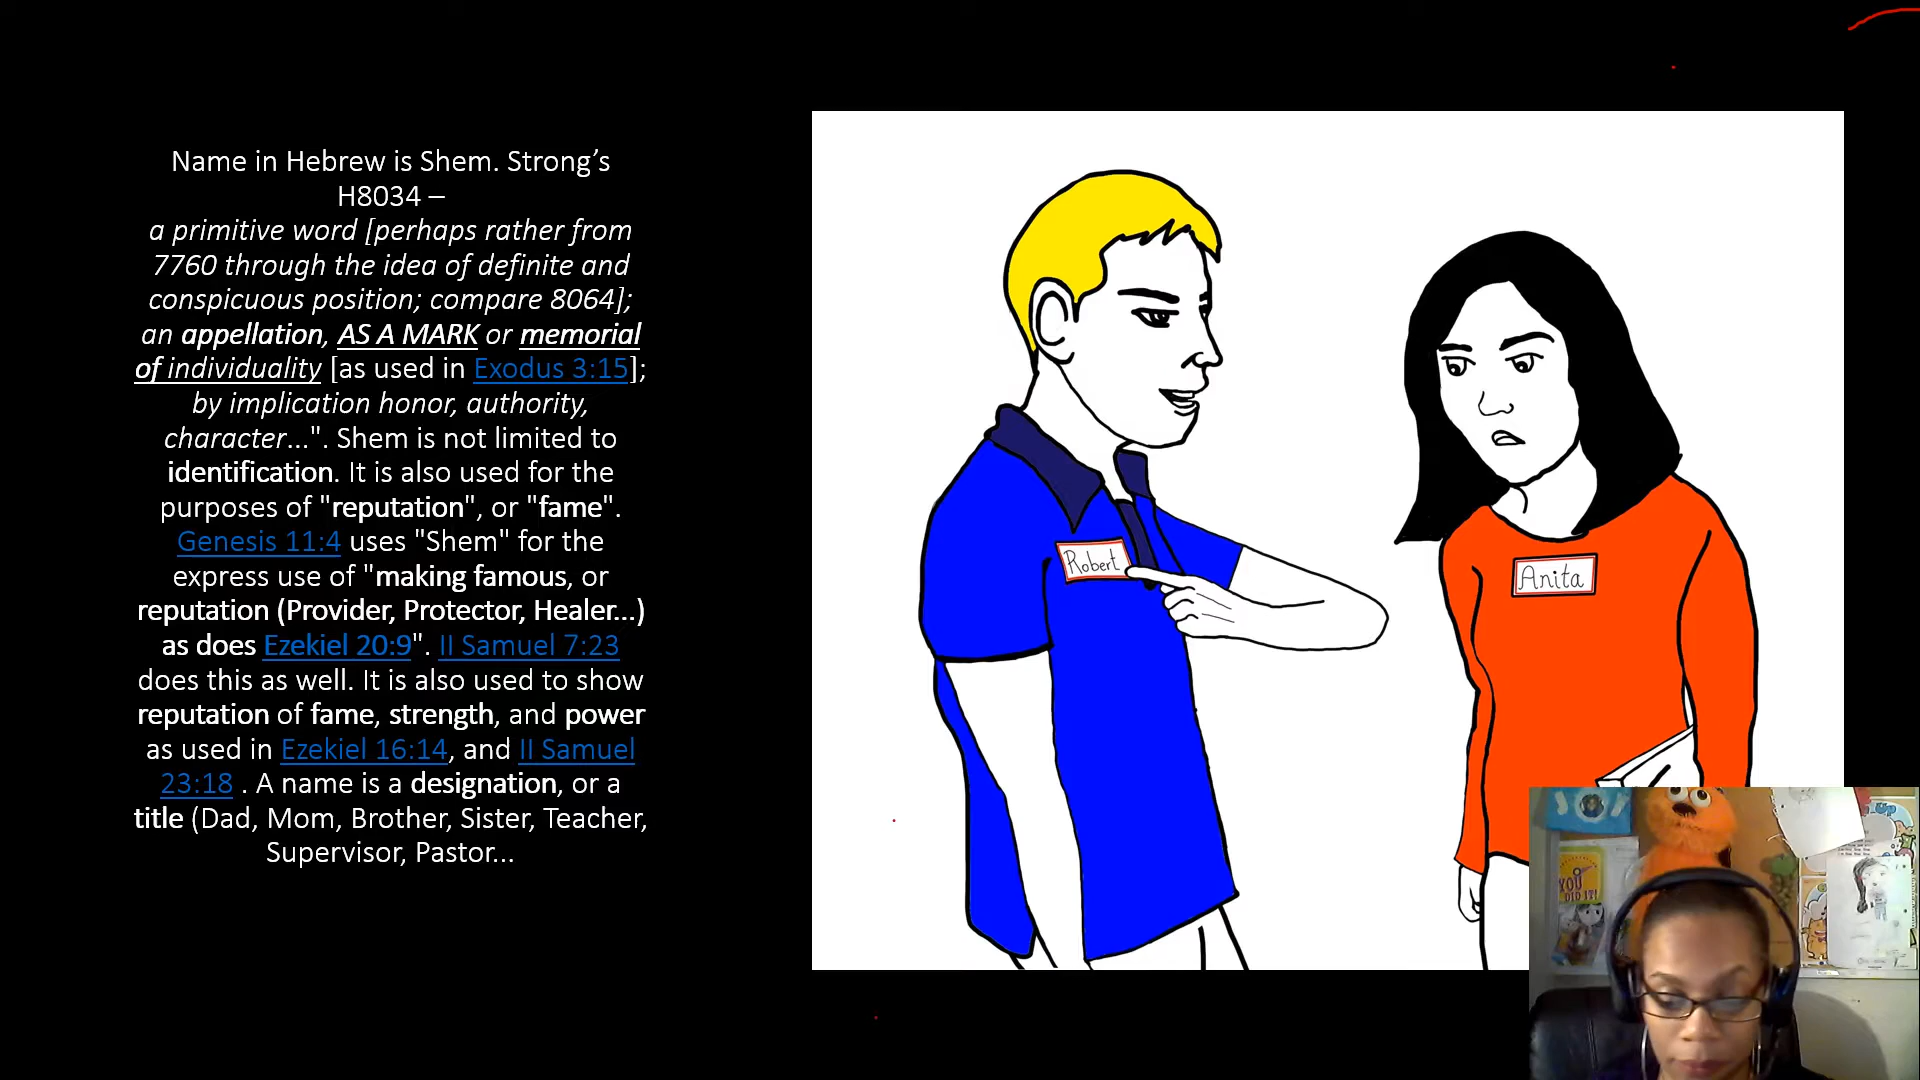 Name in Hebrew is Shem. Strong’s
H8034 –
a primitive word [perhaps rather from
7760 through the idea of definite and
conspicuous position; compare 8064];
an appellation, AS A MARK or memorial
of individuality [as used in Exodus 3:15];
by implication honor, authority,
character...". Shem is not limited to
identification. It is also used for the
purposes of "reputation", or "fame".
Genesis 11:4 uses "Shem" for the
express use of "making famous, or
reputation (Provider, Protector, Healer...)
as does Ezekiel 20:9". II Samuel 7:23
does this as well. It is also used to show
reputation of fame, strength, and power
as used in Ezekiel 16:14, and II Samuel
23:18 . A name is a designation, or a
title (Dad, Mom, Brother, Sister, Teacher,
Supervisor, Pastor...
Robert
Anita
YOU
DID IT!